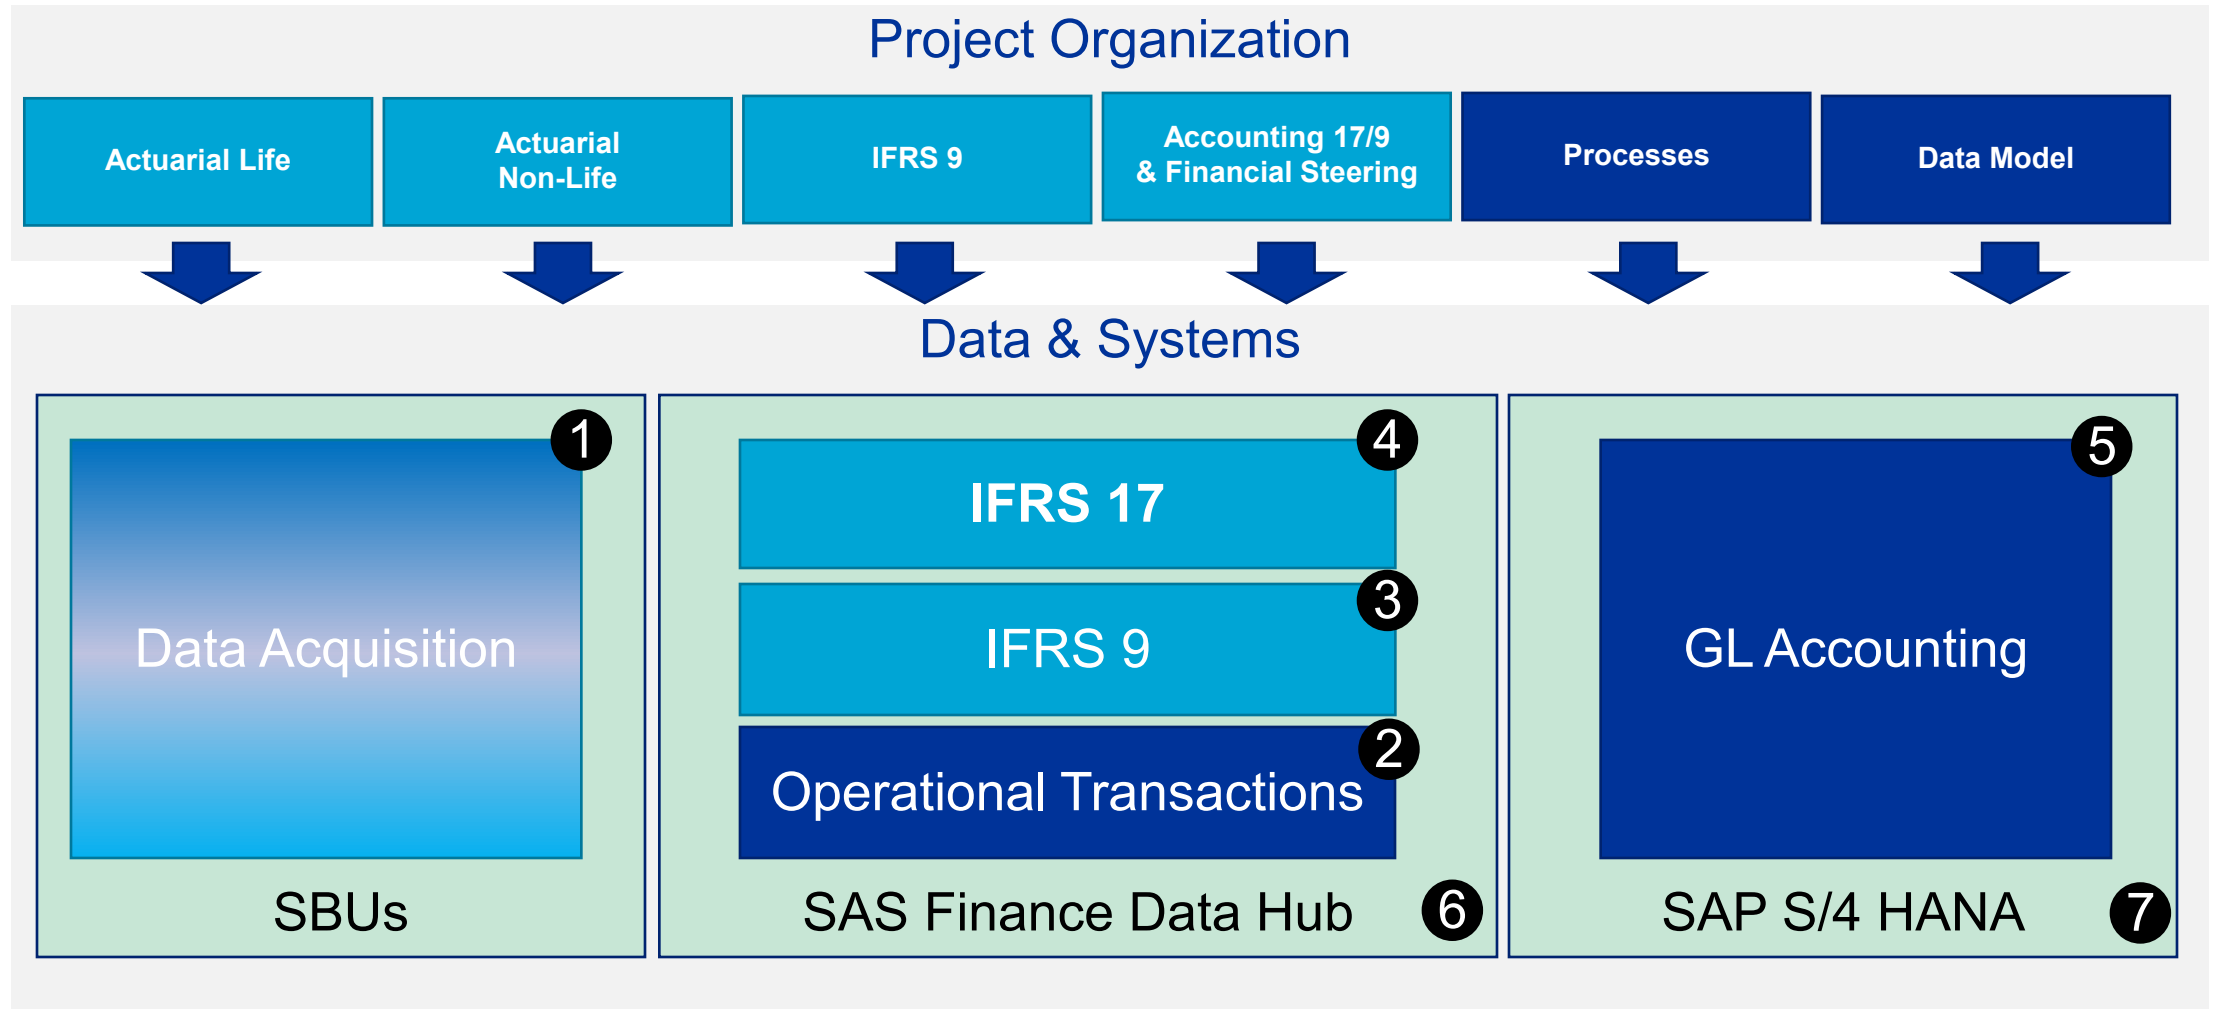 Project Organization
Actuarial Life
Actuarial
Non-Life
IFRS 9
Accounting 17/9
& Financial Steering
Processes
Data Model
Data & Systems
1
Data Acquisition
SBUs
4
IFRS 17
3
IFRS 9
2
Operational Transactions
SAS Finance Data Hub
6
5
GL Accounting
SAP S/4 HANA
7